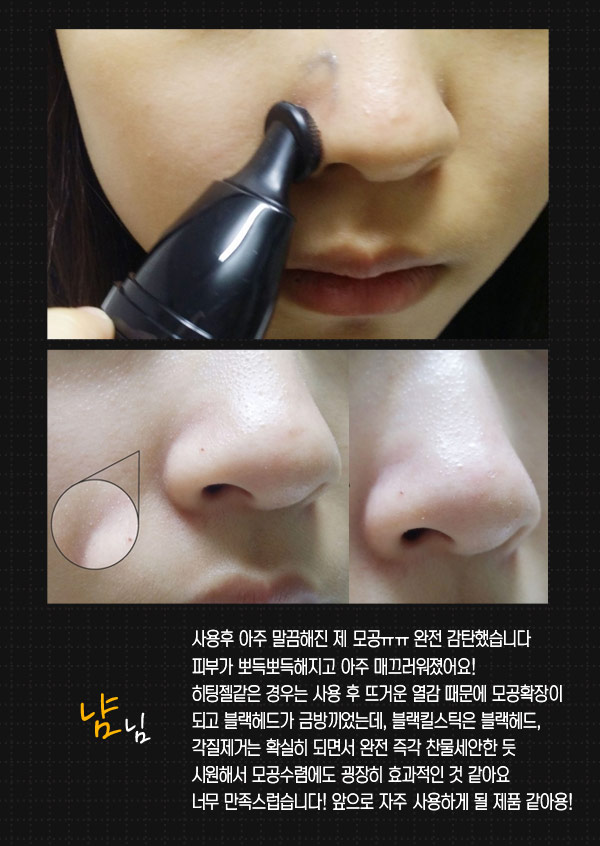 사용후 아주 말끔해진 제 모공ㅠㅠ 완전 감탄했습니다
피부가 뽀득뽀득해지고 아주 매끄러워졌어요!
히팅젤같은 경우는 사용 후 뜨거운 열감 때문에 모공확장이
되고 블랙헤드가 금방끼었는데, 블랙킬스틱은 블랙헤드,
각질제거는 확실히 되면서 완전 즉각 찬물세안한 듯
시원해서 모공수렴에도 굉장히 효과적인 것 같아요
너무 만족스럽습니다! 앞으로 자주 사용하게 될 제품 같아용!
냠님